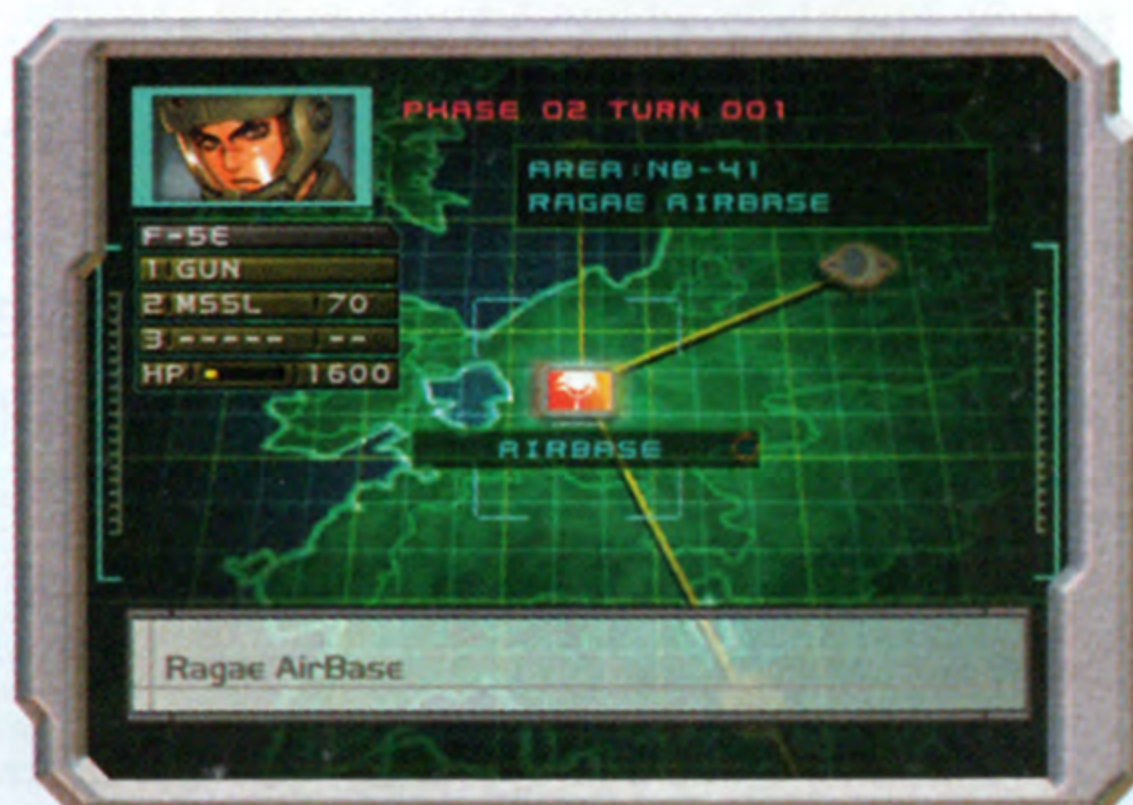 PHASE 02 TURN 001
AREA:NB-41
RAGAE AIRBASE
F-5E
1 GUN
2 MSSL 70
3 ----- --
HP 1600
AIRBASE
Ragae AirBase